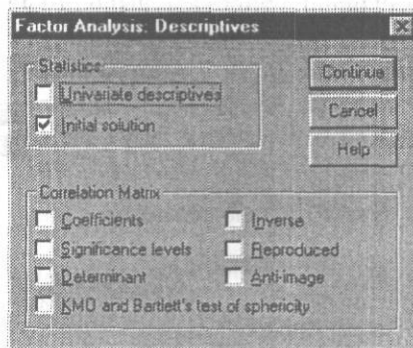 Factor Analysis: Descriptives
Statistics
Univariate descriptives
Initial solution
Continue
Cancel
Help
Correlation Matrix
Coefficients
Inverse
Significance levels
Reproduced
Determinant
Anti-image
KMO and Bartlett's test of sphericity